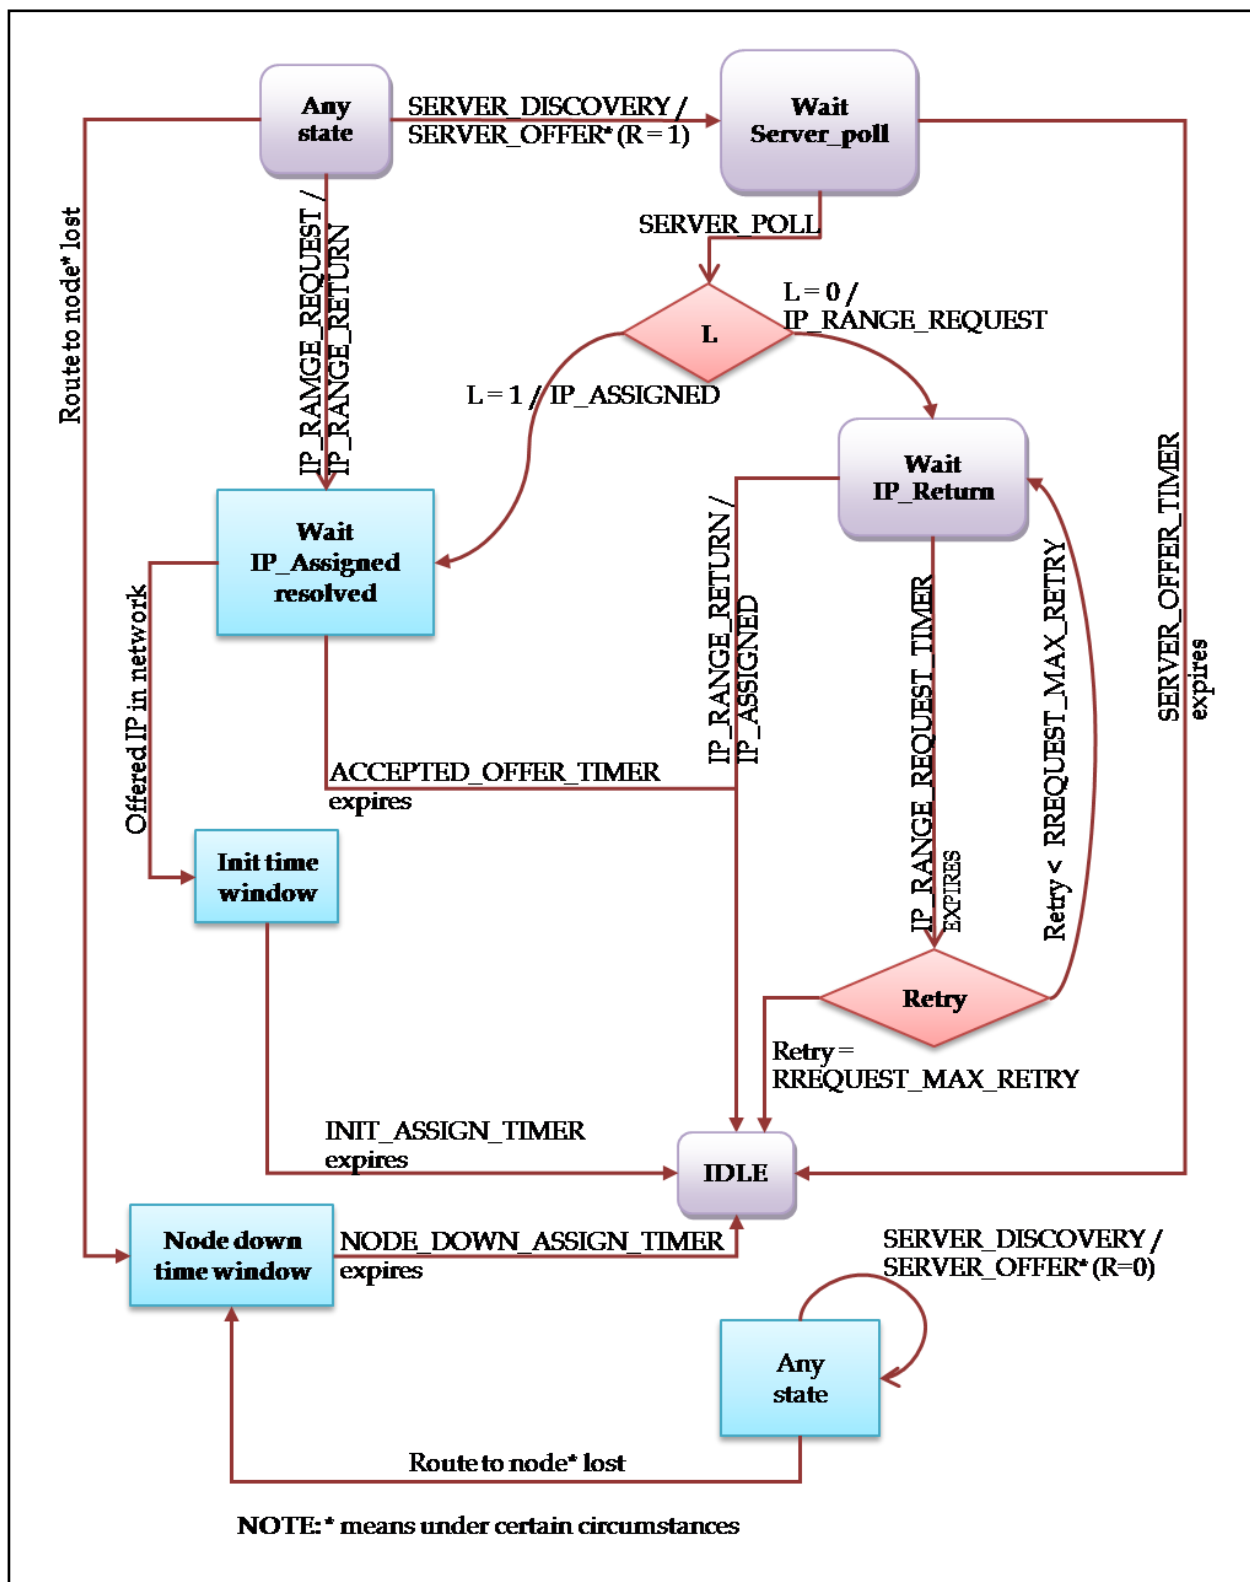 Any
state
SERVER_DISCOVERY /
SERVER_OFFER* (R = 1)
Wait
Server_poll
Route to node* lost
IP_RAMGE_REQUEST /
IP_RANGE_RETURN
SERVER_POLL
L
L = 0 /
IP_RANGE_REQUEST
L = 1 / IP_ASSIGNED
Wait
IP_Return
Wait
IP_Assigned
resolved
IP_RANGE_RETURN /
IP_ASSIGNED
IP_RANGE_REQUEST_TIMER
EXPIRES
Retry < RREQUEST_MAX_RETRY
SERVER_OFFER_TIMER
expires
Offered IP in network
ACCEPTED_OFFER_TIMER
expires
Init time
window
Retry
Retry =
RREQUEST_MAX_RETRY
INIT_ASSIGN_TIMER
expires
IDLE
Node down
time window
NODE_DOWN_ASSIGN_TIMER
expires
SERVER_DISCOVERY /
SERVER_OFFER* (R=0)
Any
state
Route to node* lost
NOTE: * means under certain circumstances